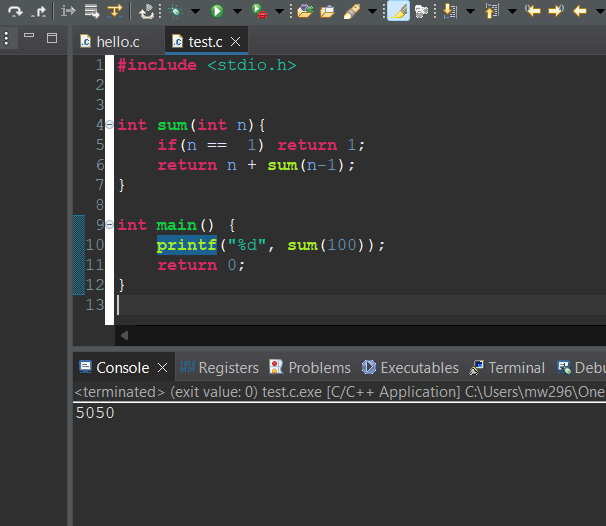 hello.c test.c
1 #include <stdio.h>
2
3
4 int sum(int n){
5 if(n == 1) return 1;
6 return n + sum(n-1);
7 }
8
9 int main() {
10 printf("%d", sum(100));
11 return 0;
12 }
13
Console Registers Problems Executables Terminal Debu
<terminated> (exit value: 0) test.c.exe [C/C++ Application] C:\Users\mw296\One
5050